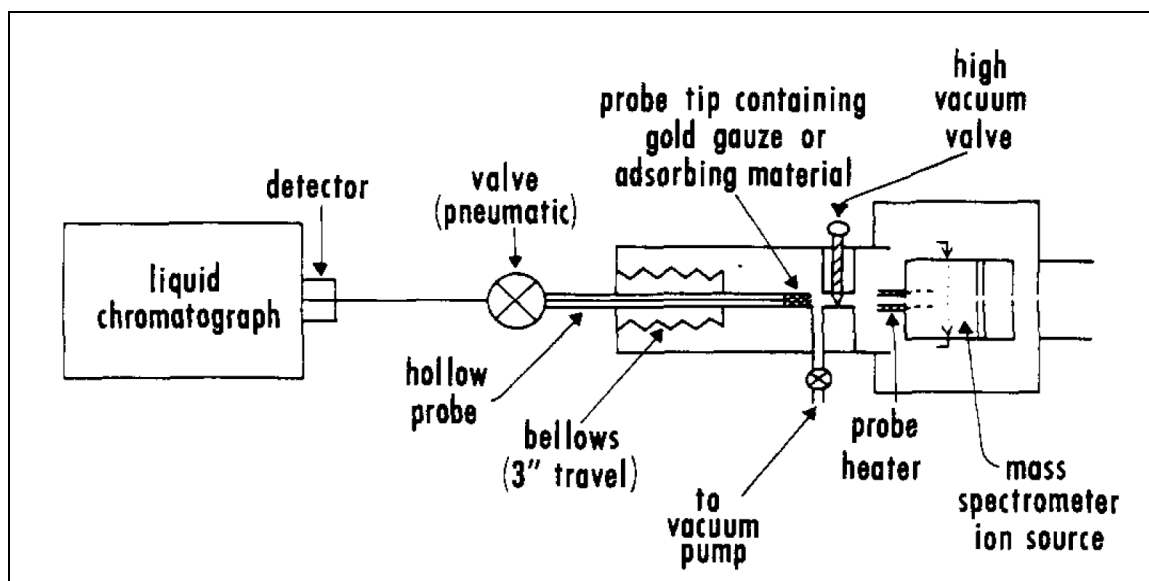 liquid
chromatograph
detector
valve
(pneumatic)
hollow
probe
bellows
(3" travel)
probe tip containing
gold gauze or
adsorbing material
high
vacuum
valve
to
vacuum
pump
probe
heater
mass
spectrometer
ion source